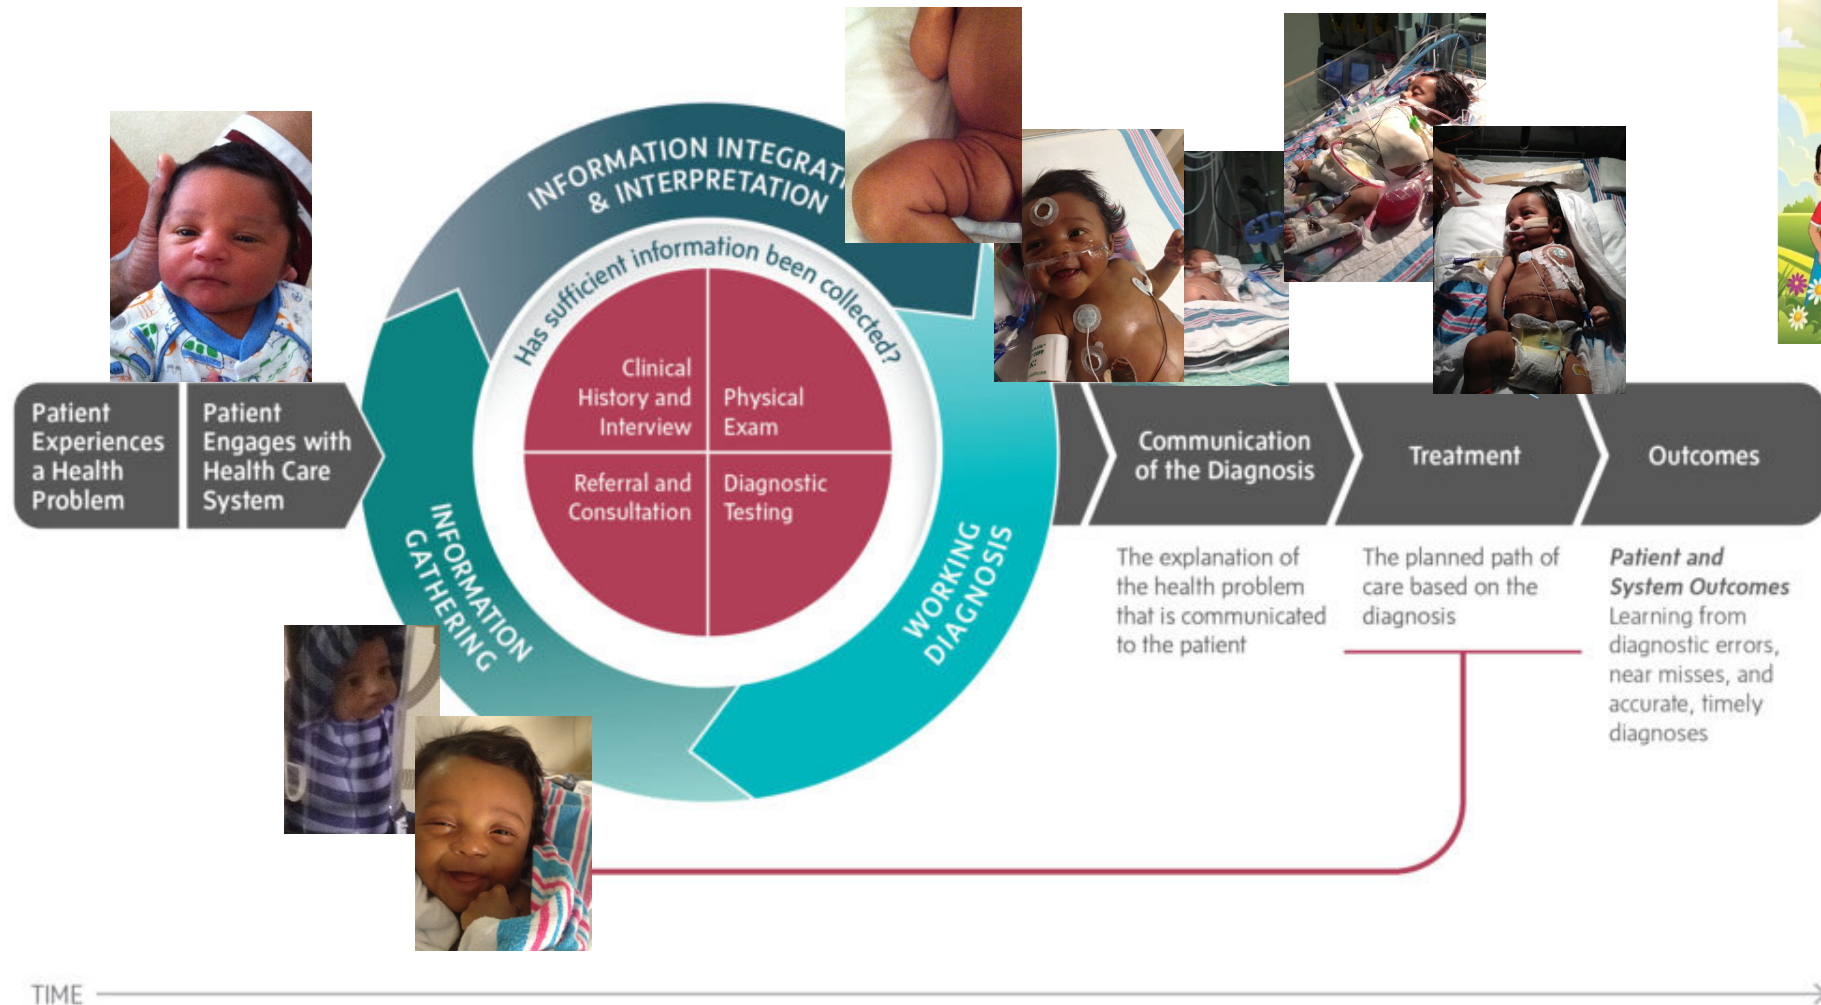 INFORMATION INTEGRATI
& INTERPRETATION
Has sufficient information been collected?
Clinical
History and
Interview
Physical
Exam
Referral and
Consultation
Diagnostic
Testing
INFORMATION
GATHERING
WORKING
DIAGNOSIS
Patient
Experiences
a Health
Problem
Patient
Engages with
Health Care
System
Communication
of the Diagnosis
Treatment
Outcomes
The explanation of
the health problem
that is communicated
to the patient
The planned path of
care based on the
diagnosis
Patient and
System Outcomes
Learning from
diagnostic errors,
near misses, and
accurate, timely
diagnoses
TIME